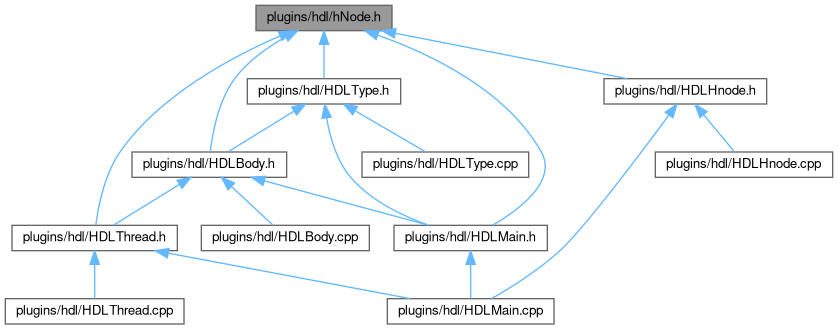 plugins/hdl/hNode.h
plugins/hdl/HDLType.h
plugins/hdl/HDLHnode.h
plugins/hdl/HDLBody.h
plugins/hdl/HDLType.cpp
plugins/hdl/HDLHnode.cpp
plugins/hdl/HDLThread.h
plugins/hdl/HDLBody.cpp
plugins/hdl/HDLMain.h
plugins/hdl/HDLThread.cpp
plugins/hdl/HDLMain.cpp